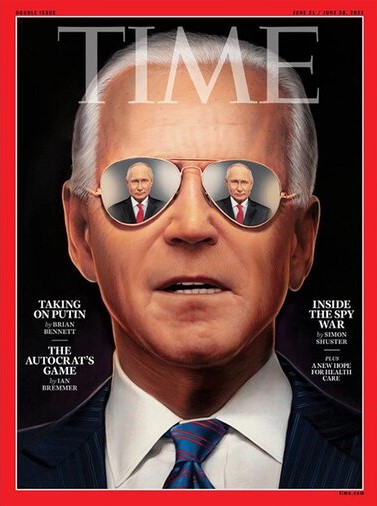 DOUBLE ISSUE
JUNE 21 / JUNE 28, 2021
TIME
TAKING
ON PUTIN
by BRIAN
BENNETT
THE
AUTOCRAT'S
GAME
by IAN
BREMMER
INSIDE
THE SPY
WAR
by SIMON
SHUSTER
PLUS
A NEW HOPE
FOR HEALTH
CARE
time.com